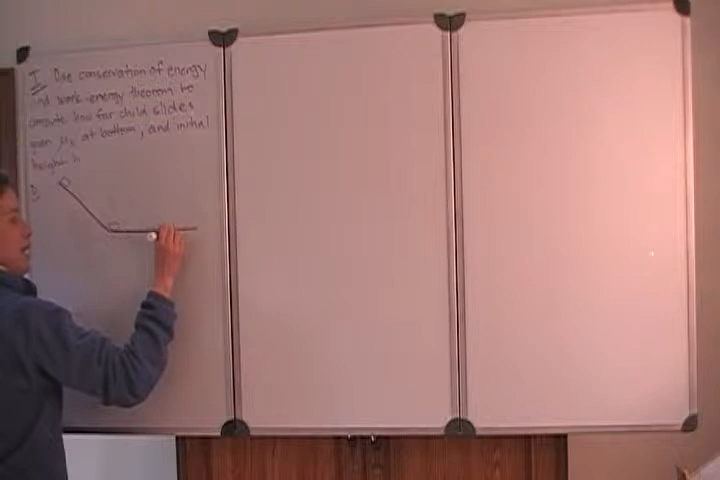 I Use conservation of energy
and work-energy theorem to
compute how far child slides
given μk at bottom, and initial
height h
D